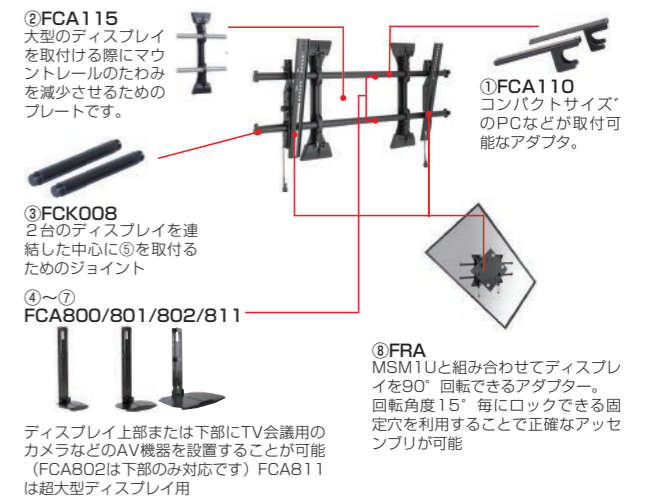 ②FCA115
大型のディスプレイ
を取付ける際にマウ
ントレールのたわみ
を減少させるための
プレートです。
①FCA110
コンパクトサイズ*
のPCなどが取付可
能なアダプタ。
③FCK008
２台のディスプレイを連
結した中心に⑤を取付る
ためのジョイント
④～⑦
FCA800/801/802/811
ディスプレイ上部または下部にTV会議用の
カメラなどのAV機器を設置することが可能
（FCA802は下部のみ対応です）FCA811
は超大型ディスプレイ用
⑧FRA
MSM1Uと組み合わせてディスプレ
イを90°回転できるアダプター。
回転角度15°毎にロックできる固
定穴を利用することで正確なアッセ
ンブリが可能